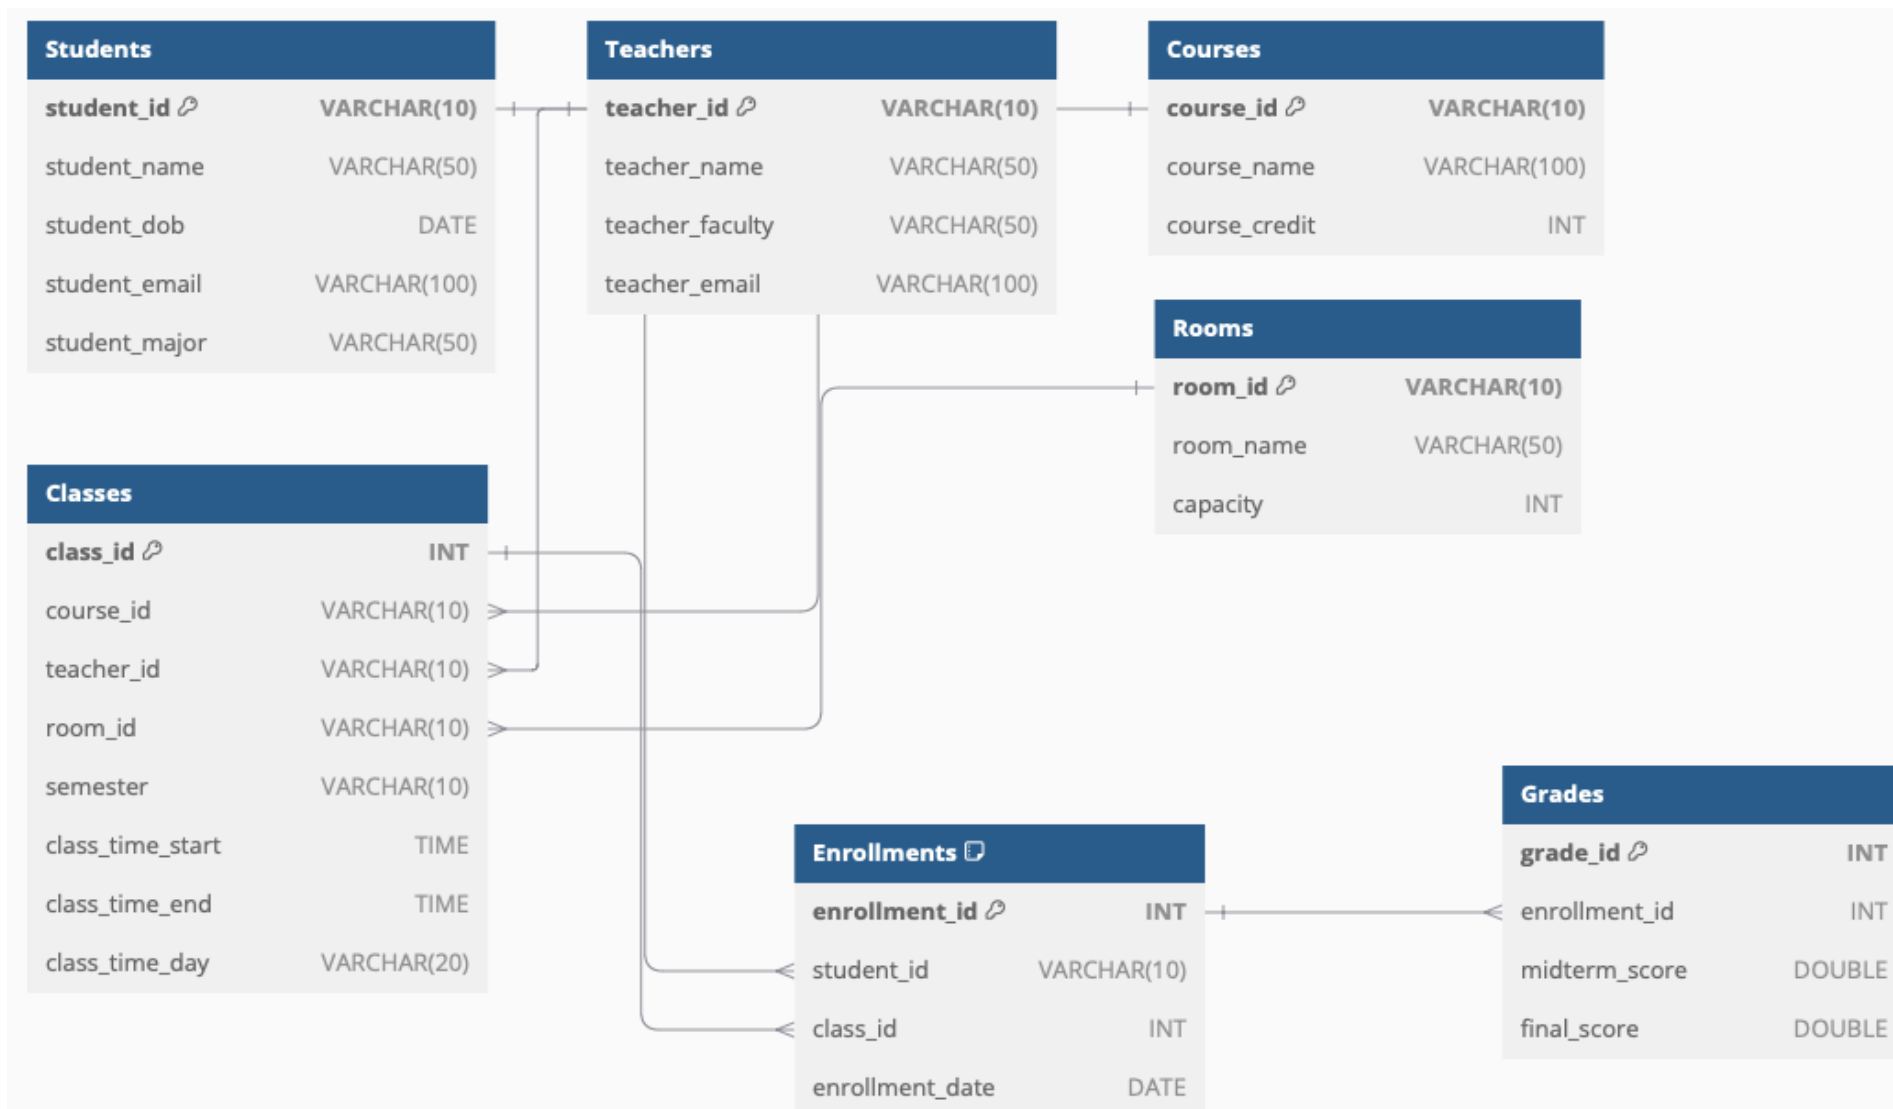 Students
student_id VARCHAR(10)
student_name VARCHAR(50)
student_dob DATE
student_email VARCHAR(100)
student_major VARCHAR(50)
Teachers
teacher_id VARCHAR(10)
teacher_name VARCHAR(50)
teacher_faculty VARCHAR(50)
teacher_email VARCHAR(100)
Courses
course_id VARCHAR(10)
course_name VARCHAR(100)
course_credit INT
Rooms
room_id VARCHAR(10)
room_name VARCHAR(50)
capacity INT
Classes
class_id INT
course_id VARCHAR(10)
teacher_id VARCHAR(10)
room_id VARCHAR(10)
semester VARCHAR(10)
class_time_start TIME
class_time_end TIME
class_time_day VARCHAR(20)
Enrollments
enrollment_id INT
student_id VARCHAR(10)
class_id INT
enrollment_date DATE
Grades
grade_id INT
enrollment_id INT
midterm_score DOUBLE
final_score DOUBLE